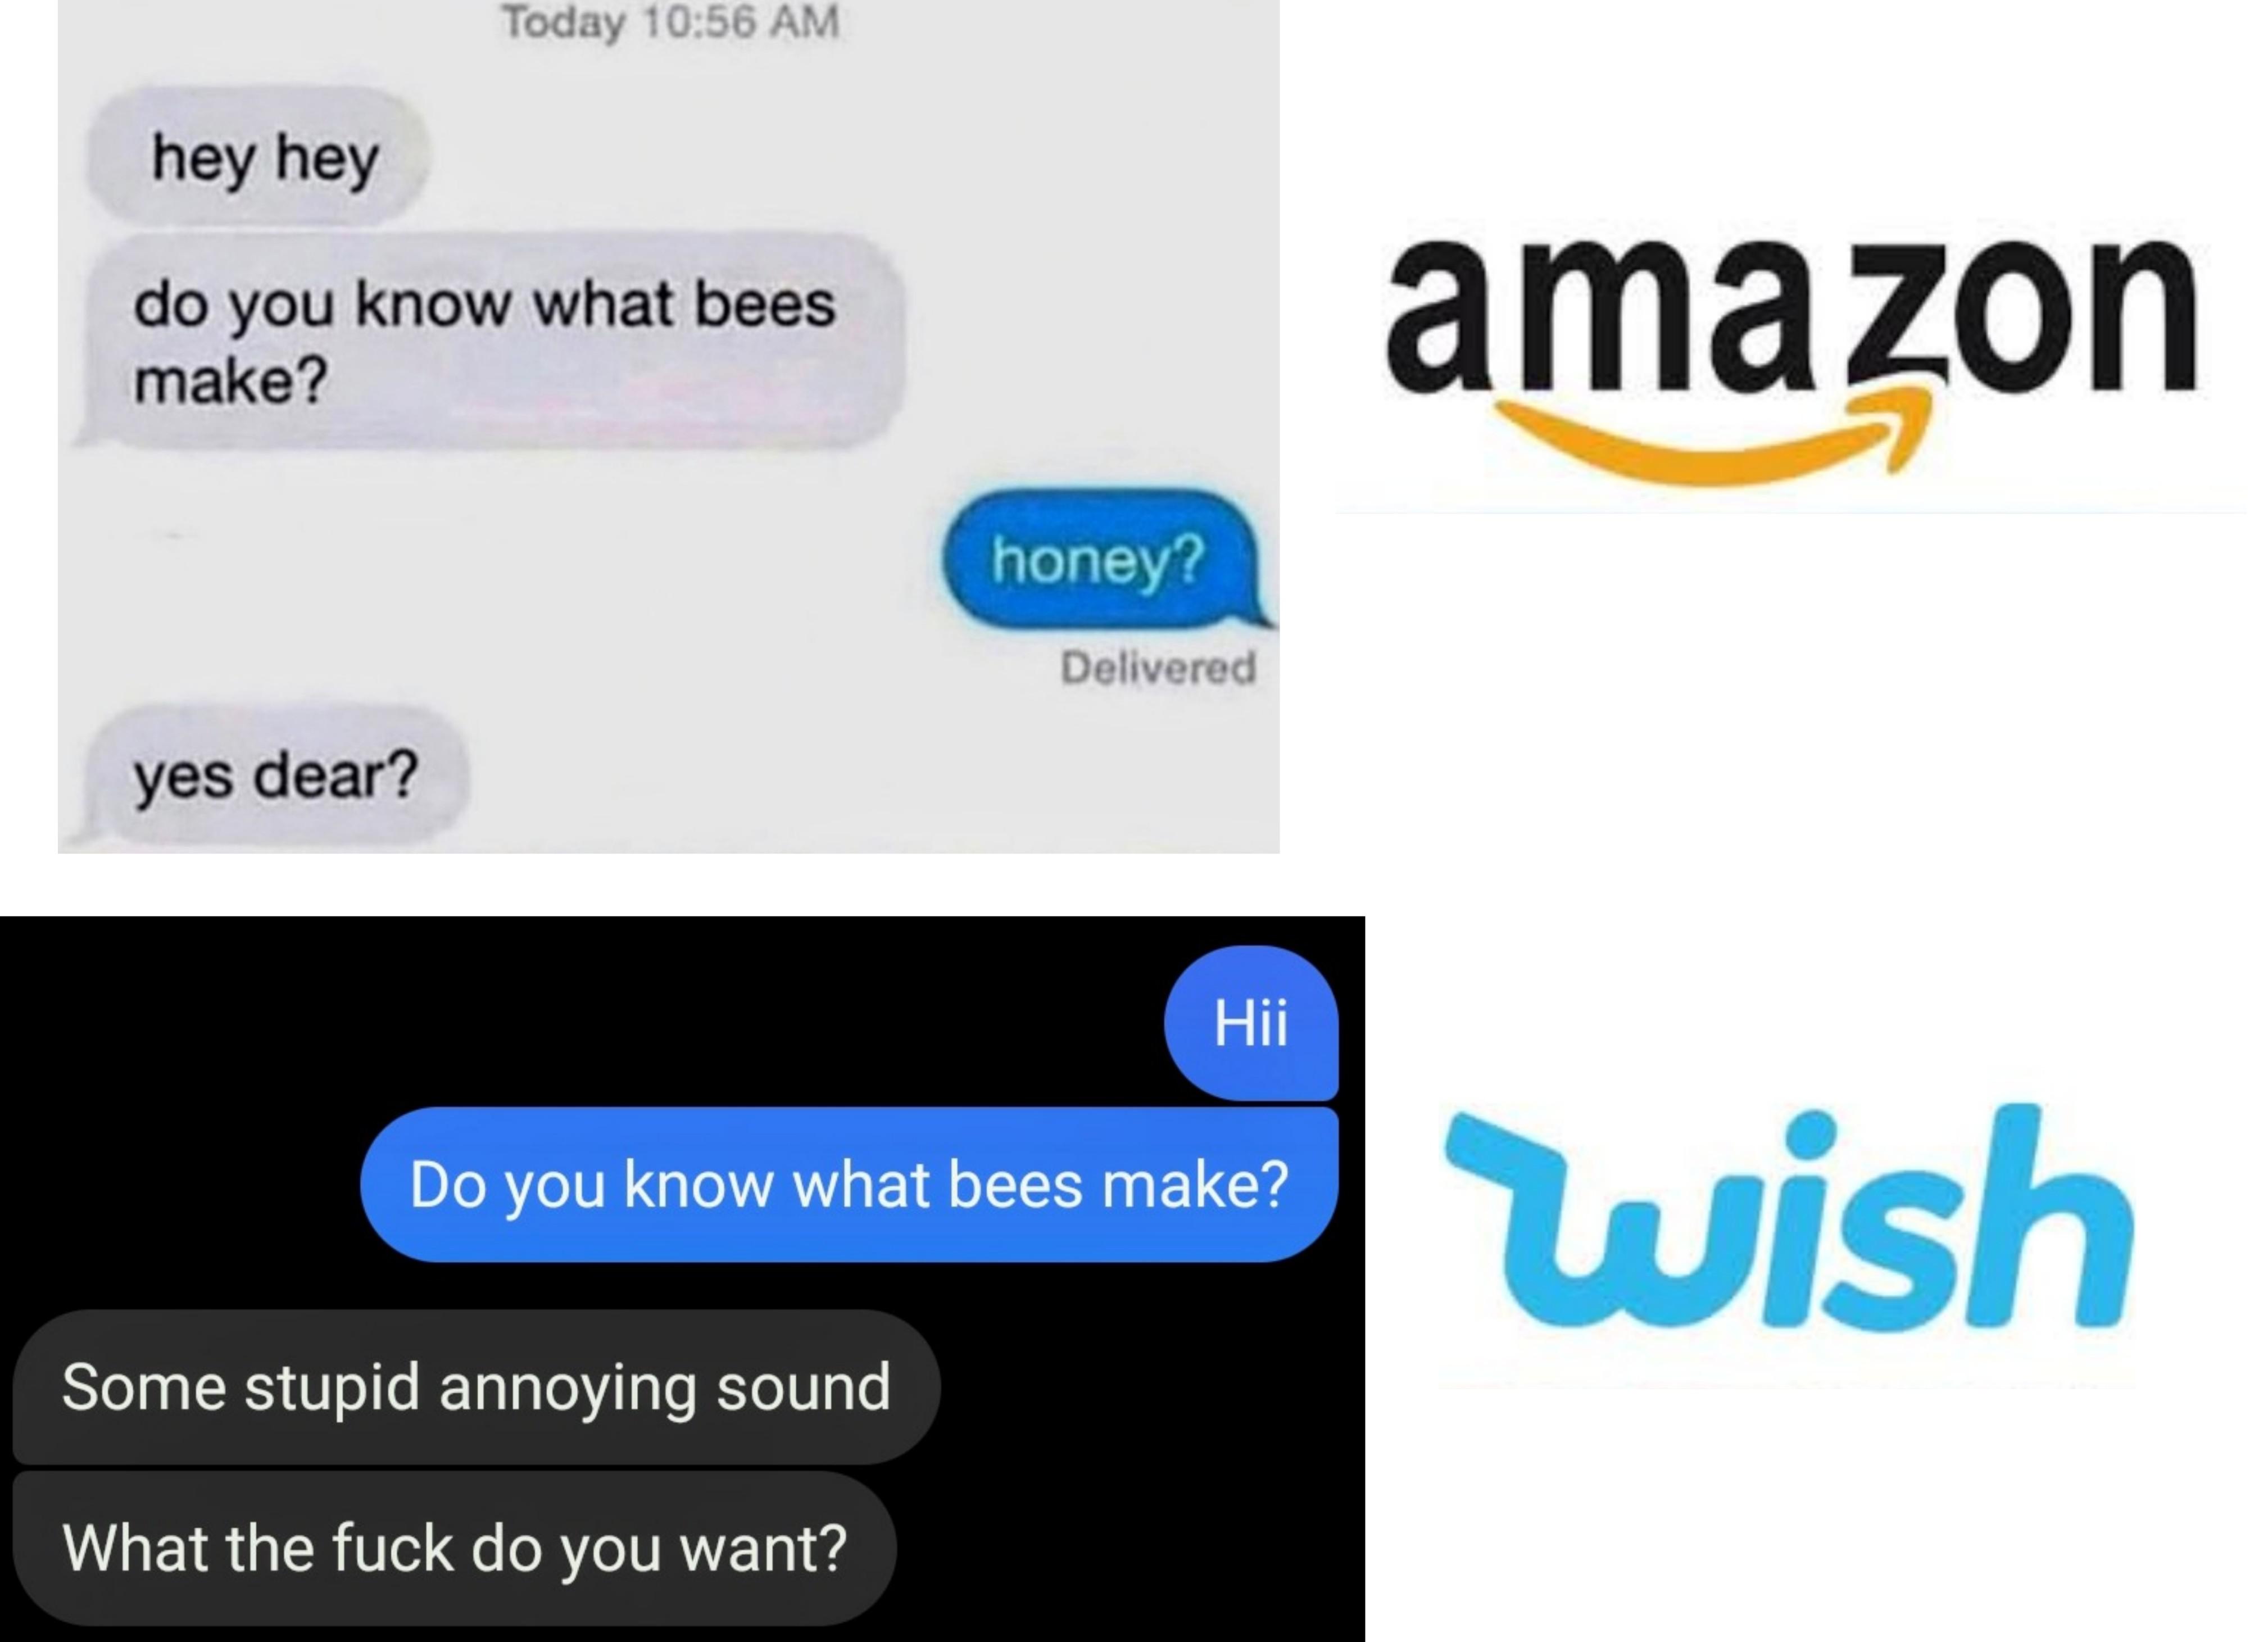 Today 10:56 AM
hey hey
do you know what bees
make?
honey?
Delivered
yes dear?
amazon
Hii
Do you know what bees make?
Some stupid annoying sound
What the fuck do you want?
wish